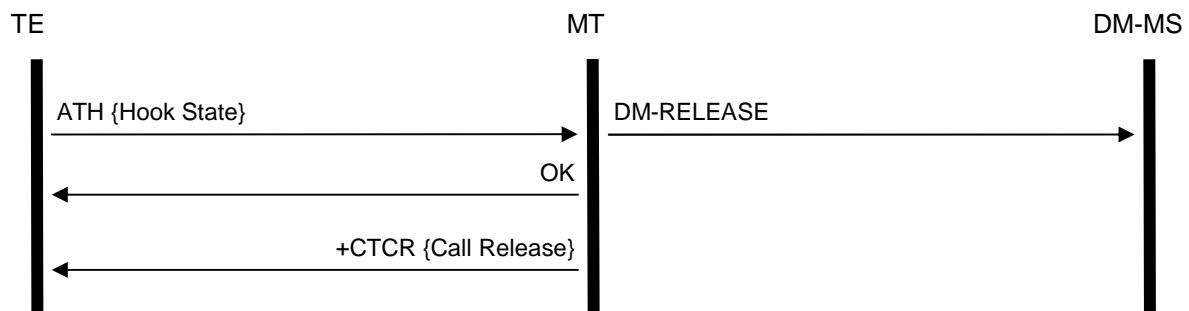 TE
MT
DM-MS
ATH {Hook State}
DM-RELEASE
OK
+CTCR {Call Release}